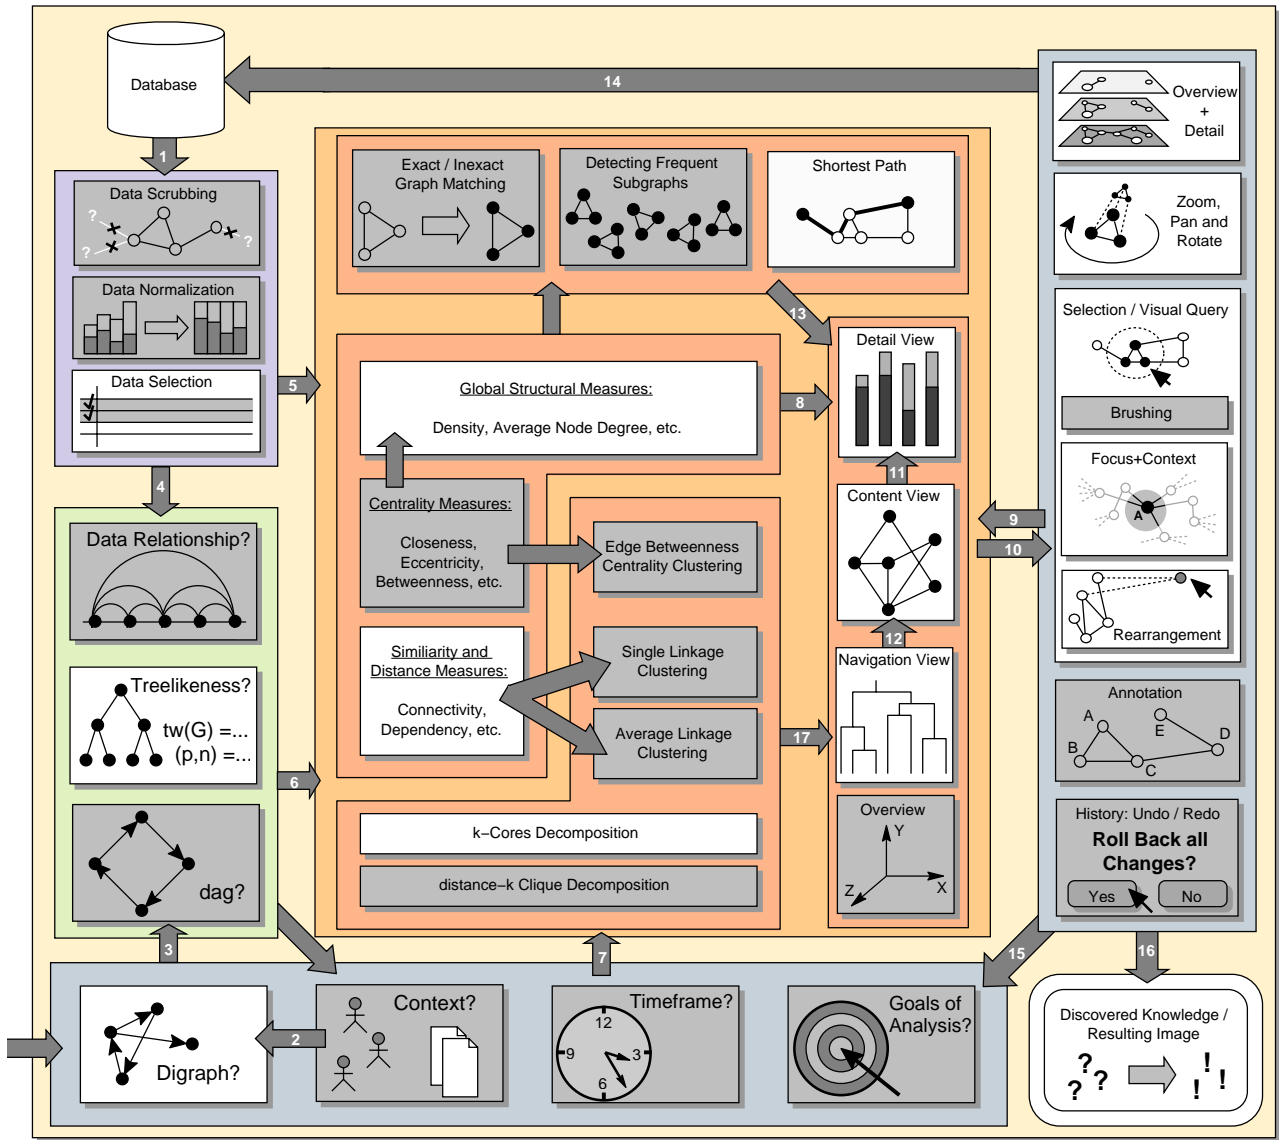 Database
14
Overview
+
Detail
1
Data Scrubbing
?
?
?
Exact / Inexact
Graph Matching
Detecting Frequent
Subgraphs
Shortest Path
Zoom,
Pan and
Rotate
Data Normalization
13
Selection / Visual Query
Data Selection
5
Global Structural Measures:
Density, Average Node Degree, etc.
8
Detail View
Brushing
4
11
Focus+Context
A
Centrality Measures:
Closeness,
Eccentricity,
Betweenness, etc.
Edge Betweenness
Centrality Clustering
Content View
9
10
Data Relationship?
Rearrangement
12
Similiarity and
Distance Measures:
Connectivity,
Dependency, etc.
Single Linkage
Clustering
Navigation View
Treelikeness?
tw(G) =...
(p,n) =...
Average Linkage
Clustering
17
Annotation
A
B
C
D
E
6
k−Cores Decomposition
distance−k Clique Decomposition
Overview
Y
Z
X
History: Undo / Redo
Roll Back all
Changes?
Yes
No
dag?
3
7
15
16
Digraph?
2
Context?
Timeframe?
12
9
3
6
Goals of
Analysis?
Discovered Knowledge /
Resulting Image
?
?
?
!
!
!